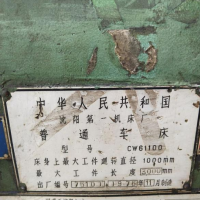 中华人民共和国
沈阳第一机床厂
普通车床
型号 CW61100
床身上最大工件廻转直径 1000mm
最大工件长度 5000mm
出厂编号